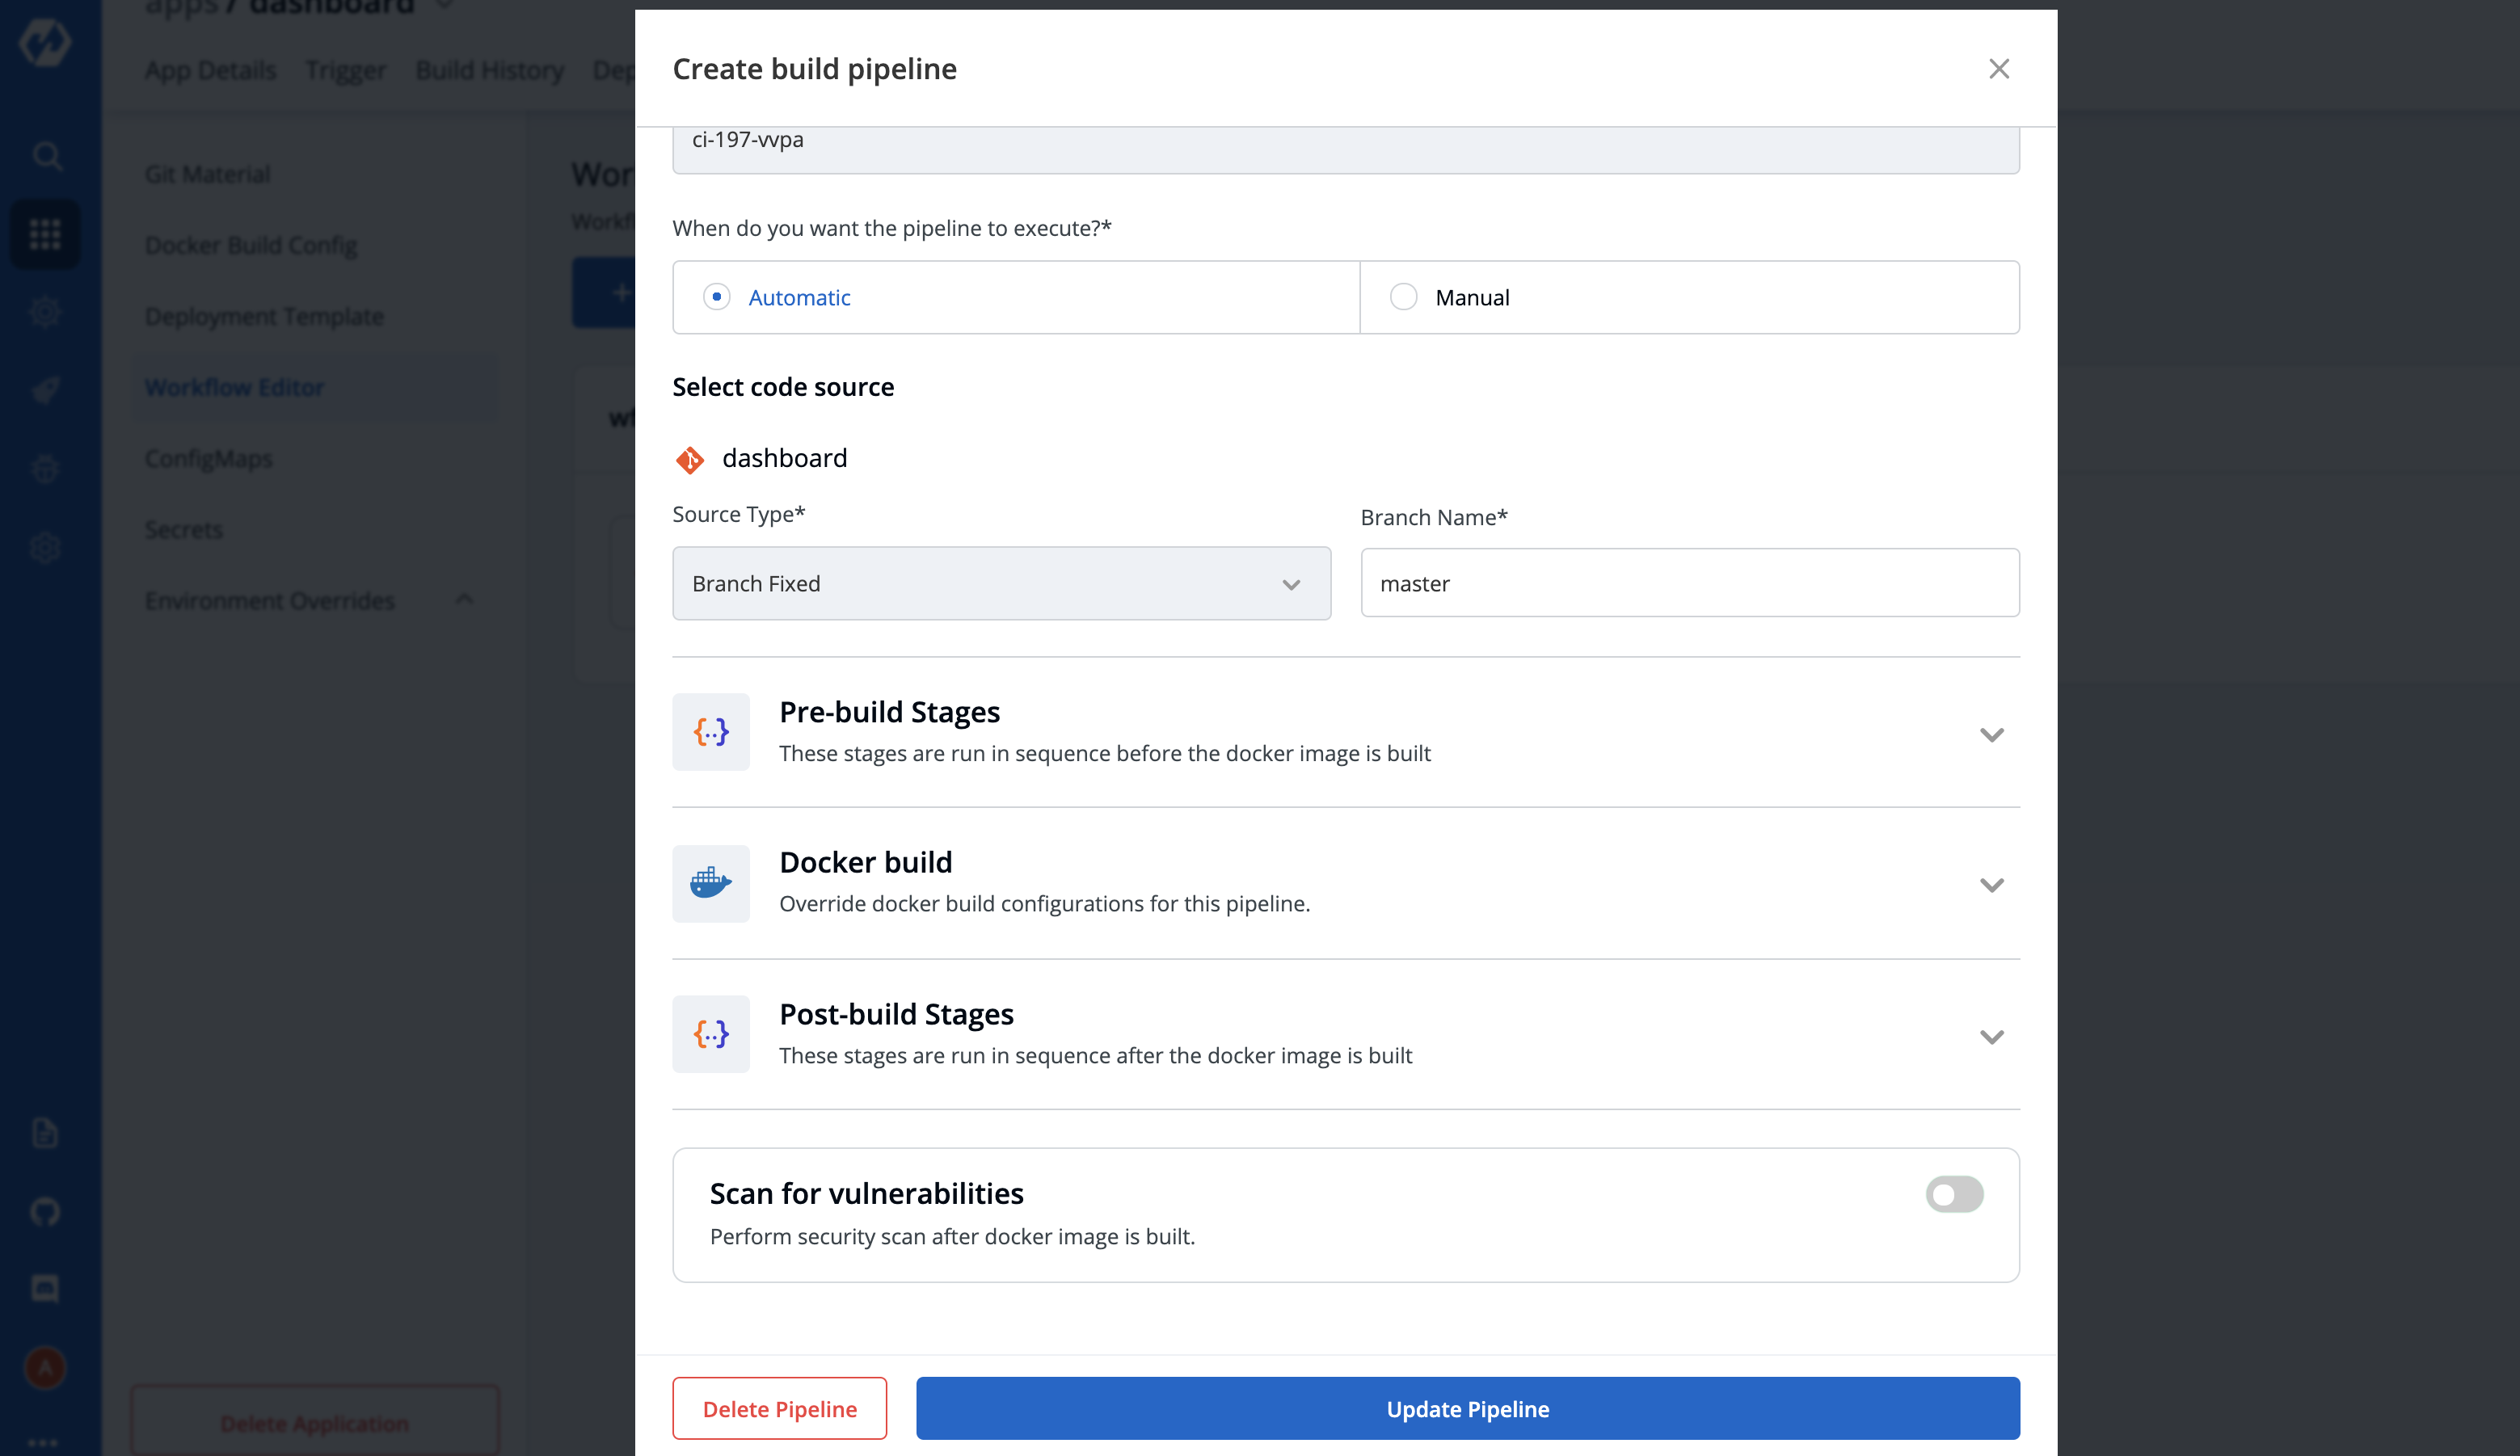 apps / dashboard
App Details Trigger Build History Dep
Create build pipeline
ci-197-vvpa
Git Material
Docker Build Config
Deployment Template
Workflow Editor
ConfigMaps
Secrets
Environment Overrides
Delete Application
A
Wor
Workfl
+
wf
When do you want the pipeline to execute?*
Automatic
Manual
Select code source
dashboard
Source Type*
Branch Name*
Branch Fixed
master
Pre-build Stages
These stages are run in sequence before the docker image is built
Docker build
Override docker build configurations for this pipeline.
Post-build Stages
These stages are run in sequence after the docker image is built
Scan for vulnerabilities
Perform security scan after docker image is built.
Delete Pipeline
Update Pipeline